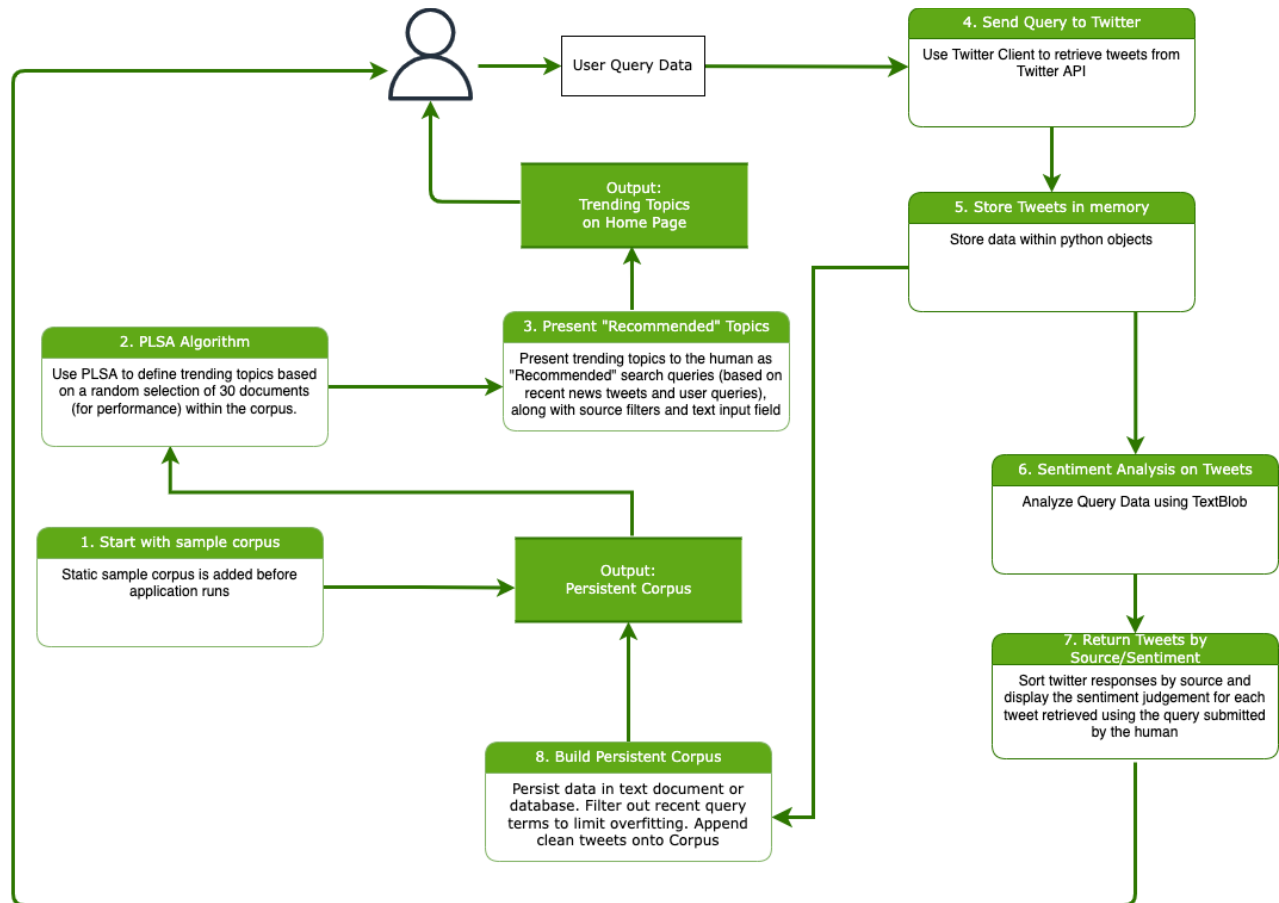 User Query Data
4. Send Query to Twitter
Use Twitter Client to retrieve tweets from
Twitter API
Output:
Trending Topics
on Home Page
5. Store Tweets in memory
Store data within python objects
2. PLSA Algorithm
Use PLSA to define trending topics based
on a random selection of 30 documents
(for performance) within the corpus.
3. Present "Recommended" Topics
Present trending topics to the human as
"Recommended" search queries (based on
recent news tweets and user queries),
along with source filters and text input field
6. Sentiment Analysis on Tweets
Analyze Query Data using TextBlob
1. Start with sample corpus
Static sample corpus is added before
application runs
Output:
Persistent Corpus
7. Return Tweets by
Source/Sentiment
Sort twitter responses by source and
display the sentiment judgement for each
tweet retrieved using the query submitted
by the human
8. Build Persistent Corpus
Persist data in text document or
database. Filter out recent query
terms to limit overfitting. Append
clean tweets onto Corpus